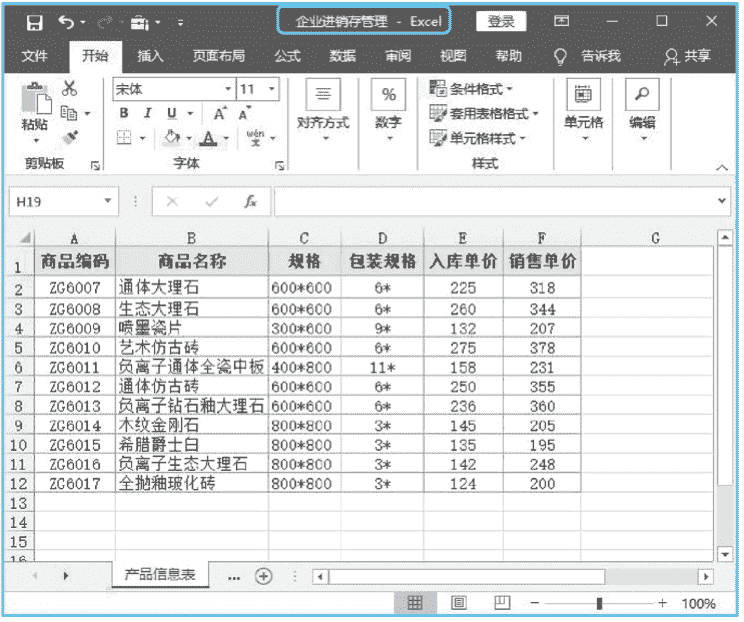 企业进销存管理 - Excel 登录
文件 开始 插入 页面布局 公式 数据 审阅 视图 帮助 告诉我 共享
宋体 11 条件格式
粘贴 B I U A A 对齐方式 % 数字 套用表格格式 单元格 编辑
A wén 文 单元格样式
剪贴板 字体 样式
H19 fx
A B C D E F G
1 商品编码 商品名称 规格 包装规格 入库单价 销售单价
2 ZG6007 通体大理石 600*600 6* 225 318
3 ZG6008 生态大理石 600*600 6* 260 344
4 ZG6009 喷墨瓷片 300*600 9* 132 207
5 ZG6010 艺术仿古砖 600*600 6* 275 378
6 ZG6011 负离子通体全瓷中板 400*800 11* 158 231
7 ZG6012 通体仿古砖 600*600 6* 250 355
8 ZG6013 负离子钻石釉大理石 600*600 6* 236 360
9 ZG6014 木纹金刚石 800*800 3* 145 205
10 ZG6015 希腊爵士白 800*800 3* 135 195
11 ZG6016 负离子生态大理石 800*800 3* 142 248
12 ZG6017 全抛釉玻化砖 800*800 3* 124 200
13
14
15
16
产品信息表 ...
100%